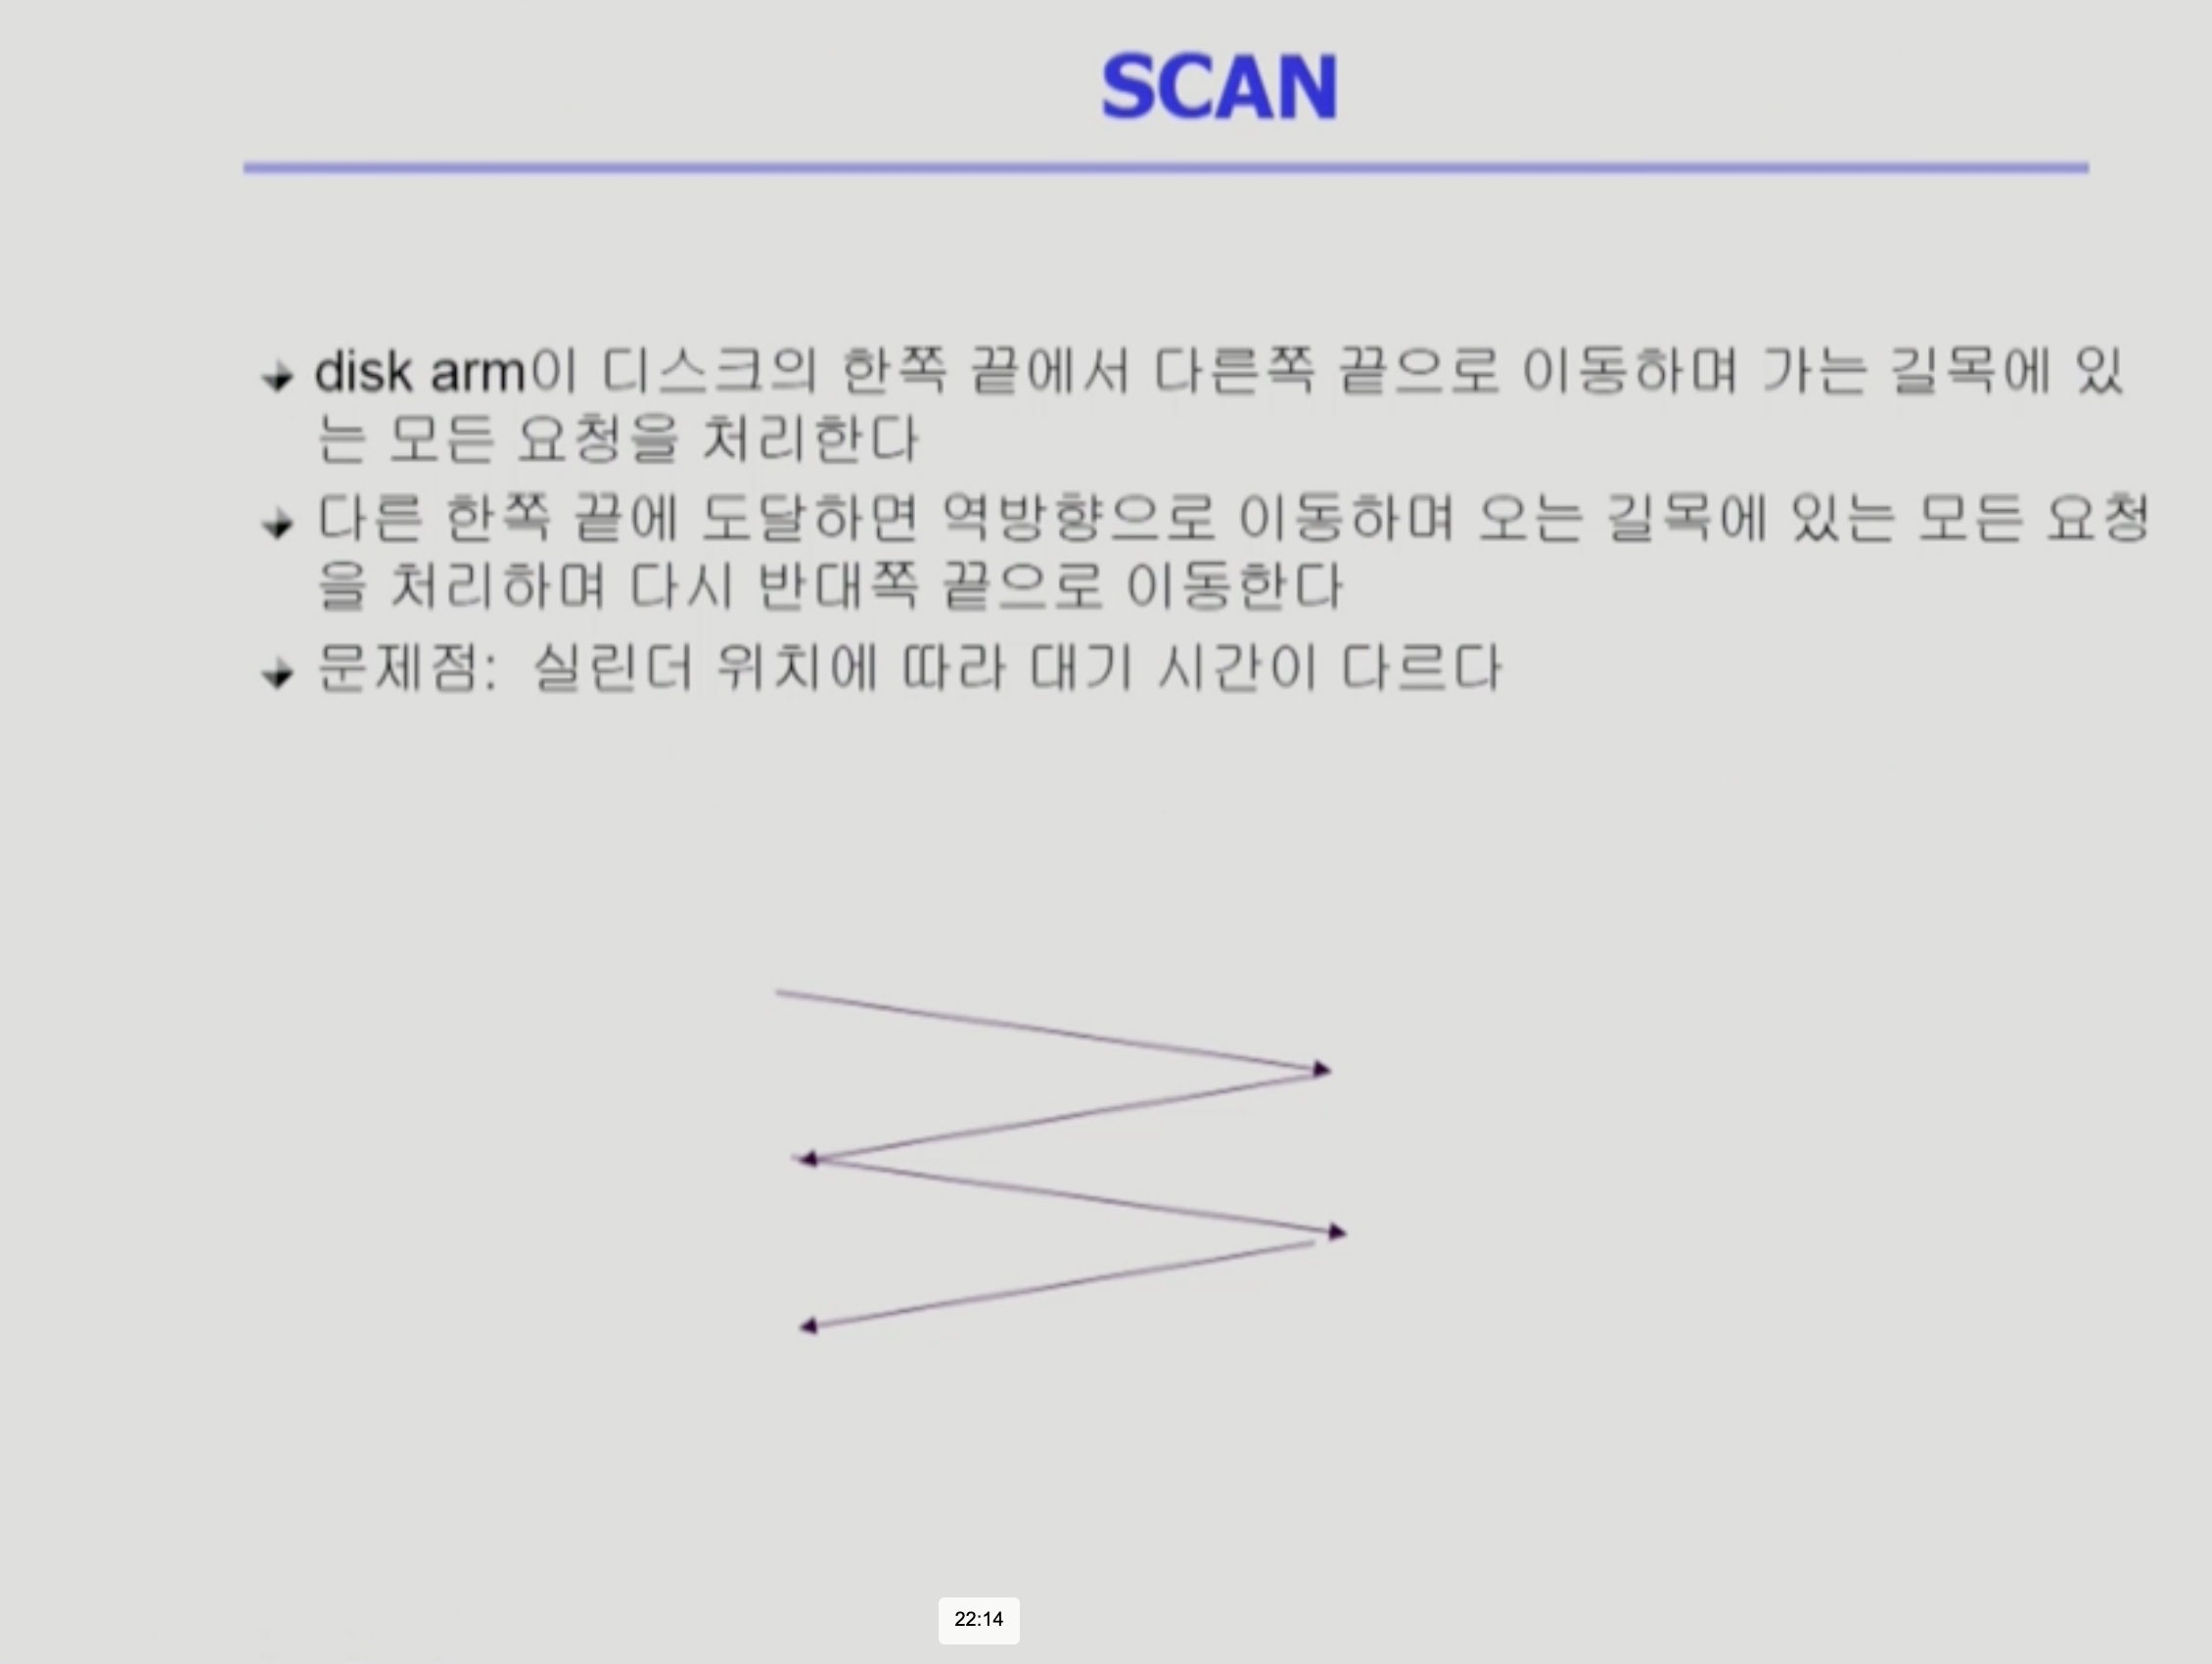 SCAN
disk arm이 디스크의 한쪽 끝에서 다른쪽 끝으로 이동하며 가는 길목에 있
는 모든 요청을 처리한다
다른 한쪽 끝에 도달하면 역방향으로 이동하며 오는 길목에 있는 모든 요청
을 처리하며 다시 반대쪽 끝으로 이동한다
문제점: 실린더 위치에 따라 대기 시간이 다르다
22:14